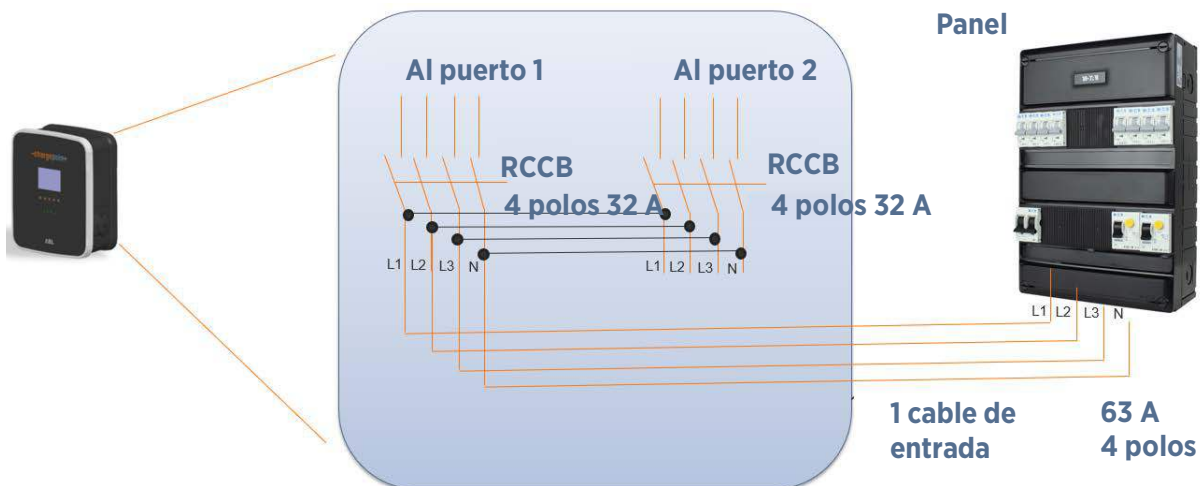 Panel
Al puerto 1
Al puerto 2
RCCB
4 polos 32 A
RCCB
4 polos 32 A
L1 L2 L3 N
L1 L2 L3 N
L1 L2 L3 N
1 cable de
entrada
63 A
4 polos